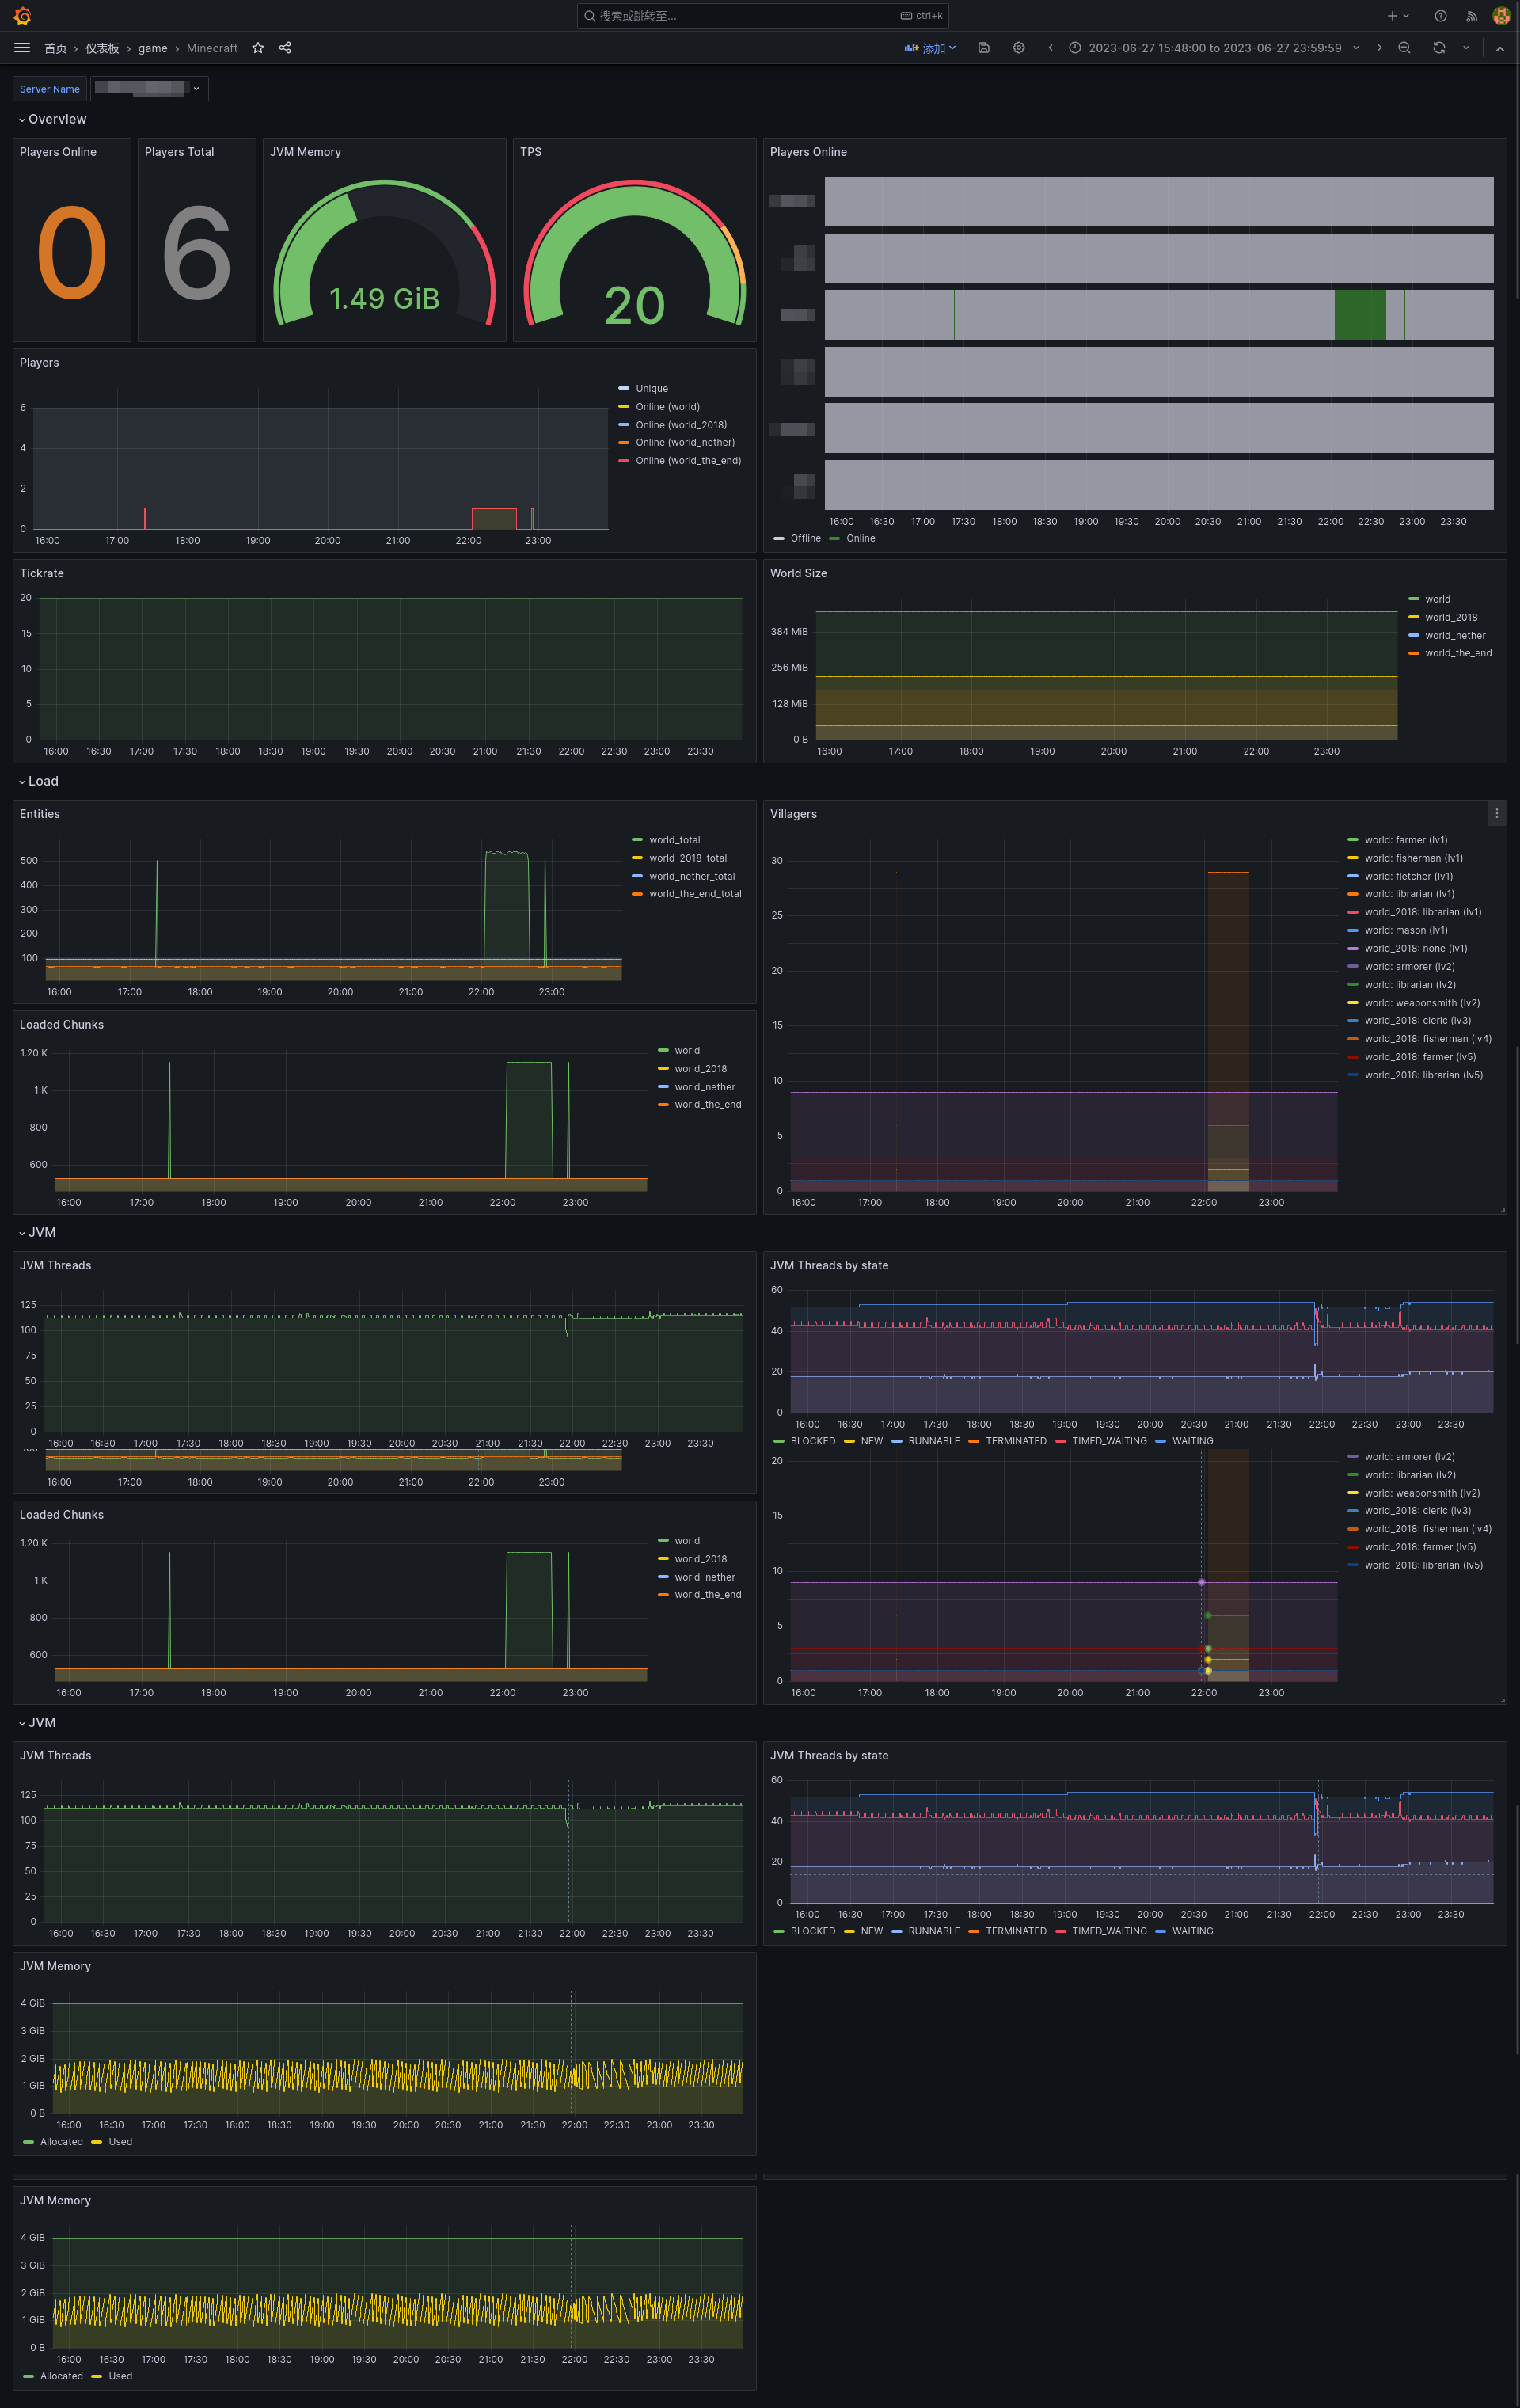 搜索或跳转至... ctrl+k
首页 › 仪表板 › game › Minecraft 添加 2023-06-27 15:48:00 to 2023-06-27 23:59:59
Server Name
Overview
Players Online
0
Players Total
6
JVM Memory
1.49 GiB
TPS
20
Players Online
16:00 16:30 17:00 17:30 18:00 18:30 19:00 19:30 20:00 20:30 21:00 21:30 22:00 22:30 23:00 23:30
Offline Online
Players
6
4
2
0
16:00 17:00 18:00 19:00 20:00 21:00 22:00 23:00
Unique
Online (world)
Online (world_2018)
Online (world_nether)
Online (world_the_end)
Tickrate
20
15
10
5
0
16:00 16:30 17:00 17:30 18:00 18:30 19:00 19:30 20:00 20:30 21:00 21:30 22:00 22:30 23:00 23:30
World Size
384 MiB
256 MiB
128 MiB
0 B
16:00 17:00 18:00 19:00 20:00 21:00 22:00 23:00
world
world_2018
world_nether
world_the_end
Load
Entities
500
400
300
200
100
16:00 17:00 18:00 19:00 20:00 21:00 22:00 23:00
world_total
world_2018_total
world_nether_total
world_the_end_total
Villagers
30
25
20
15
10
5
0
16:00 17:00 18:00 19:00 20:00 21:00 22:00 23:00
world: farmer (lv1)
world: fisherman (lv1)
world: fletcher (lv1)
world: librarian (lv1)
world_2018: librarian (lv1)
world: mason (lv1)
world_2018: none (lv1)
world: armorer (lv2)
world: librarian (lv2)
world: weaponsmith (lv2)
world_2018: cleric (lv3)
world_2018: fisherman (lv4)
world_2018: farmer (lv5)
world_2018: librarian (lv5)
Loaded Chunks
1.20 K
1 K
800
600
16:00 17:00 18:00 19:00 20:00 21:00 22:00 23:00
world
world_2018
world_nether
world_the_end
JVM
JVM Threads
125
100
75
50
25
0
16:00 16:30 17:00 17:30 18:00 18:30 19:00 19:30 20:00 20:30 21:00 21:30 22:00 22:30 23:00 23:30
JVM Threads by state
60
40
20
0
16:00 16:30 17:00 17:30 18:00 18:30 19:00 19:30 20:00 20:30 21:00 21:30 22:00 22:30 23:00 23:30
BLOCKED NEW RUNNABLE TERMINATED TIMED_WAITING WAITING
16:00 17:00 18:00 19:00 20:00 21:00 22:00 23:00
20
15
10
5
0
16:00 17:00 18:00 19:00 20:00 21:00 22:00 23:00
world: armorer (lv2)
world: librarian (lv2)
world: weaponsmith (lv2)
world_2018: cleric (lv3)
world_2018: fisherman (lv4)
world_2018: farmer (lv5)
world_2018: librarian (lv5)
Loaded Chunks
1.20 K
1 K
800
600
16:00 17:00 18:00 19:00 20:00 21:00 22:00 23:00
world
world_2018
world_nether
world_the_end
JVM
JVM Threads
125
100
75
50
25
0
16:00 16:30 17:00 17:30 18:00 18:30 19:00 19:30 20:00 20:30 21:00 21:30 22:00 22:30 23:00 23:30
JVM Threads by state
60
40
20
0
16:00 16:30 17:00 17:30 18:00 18:30 19:00 19:30 20:00 20:30 21:00 21:30 22:00 22:30 23:00 23:30
BLOCKED NEW RUNNABLE TERMINATED TIMED_WAITING WAITING
JVM Memory
4 GiB
3 GiB
2 GiB
1 GiB
0 B
16:00 16:30 17:00 17:30 18:00 18:30 19:00 19:30 20:00 20:30 21:00 21:30 22:00 22:30 23:00 23:30
Allocated Used
JVM Memory
4 GiB
3 GiB
2 GiB
1 GiB
0 B
16:00 16:30 17:00 17:30 18:00 18:30 19:00 19:30 20:00 20:30 21:00 21:30 22:00 22:30 23:00 23:30
Allocated Used